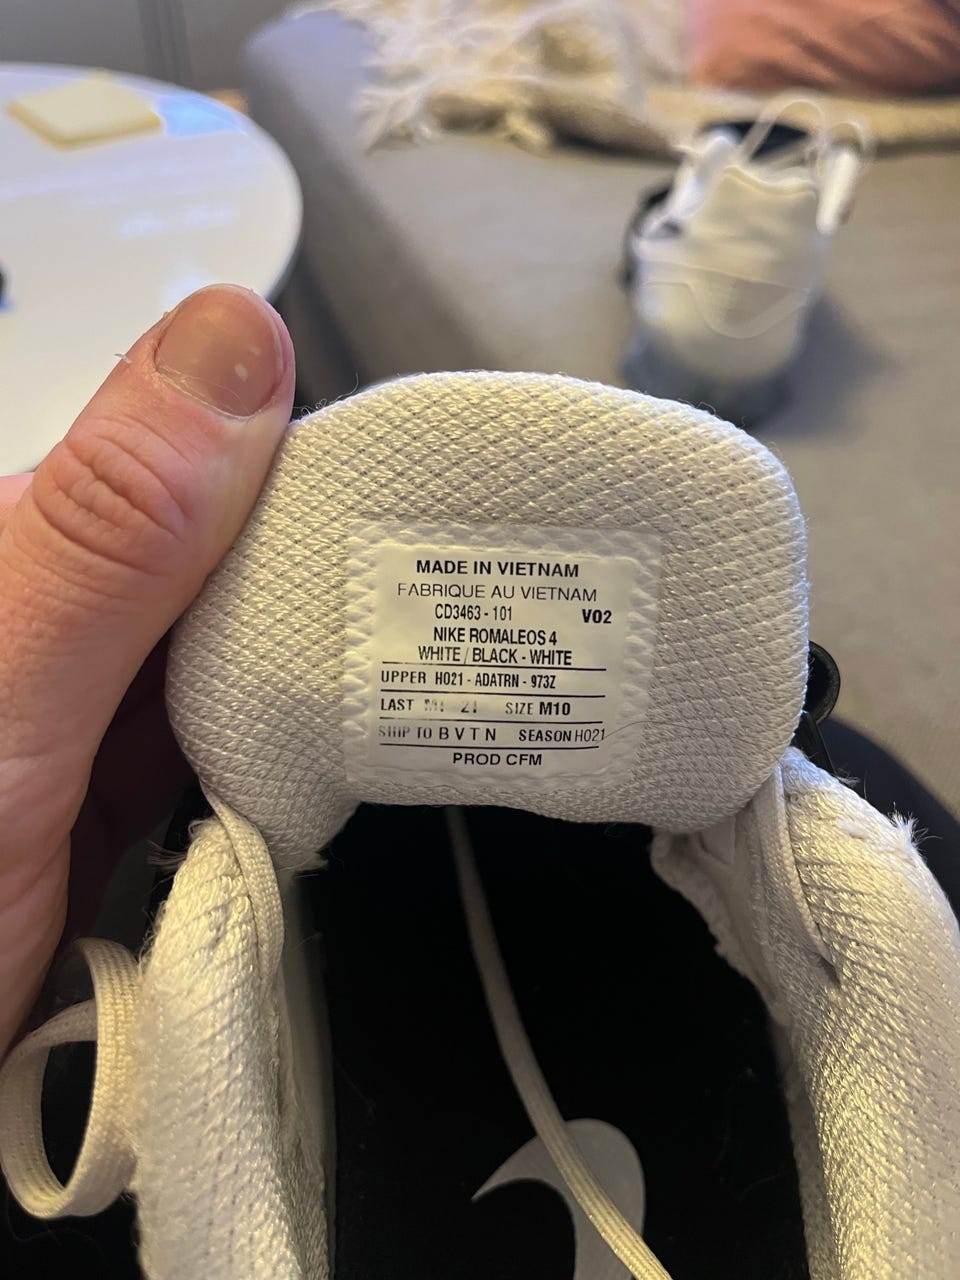 MADE IN VIETNAM
FABRIQUE AU VIETNAM
CD3463 - 101 V02
NIKE ROMALEOS 4
WHITE / BLACK - WHITE
UPPER H021 - ADATRN - 973Z
LAST 21 SIZE M10
SHIP TO B V T N SEASON H021
PROD CFM